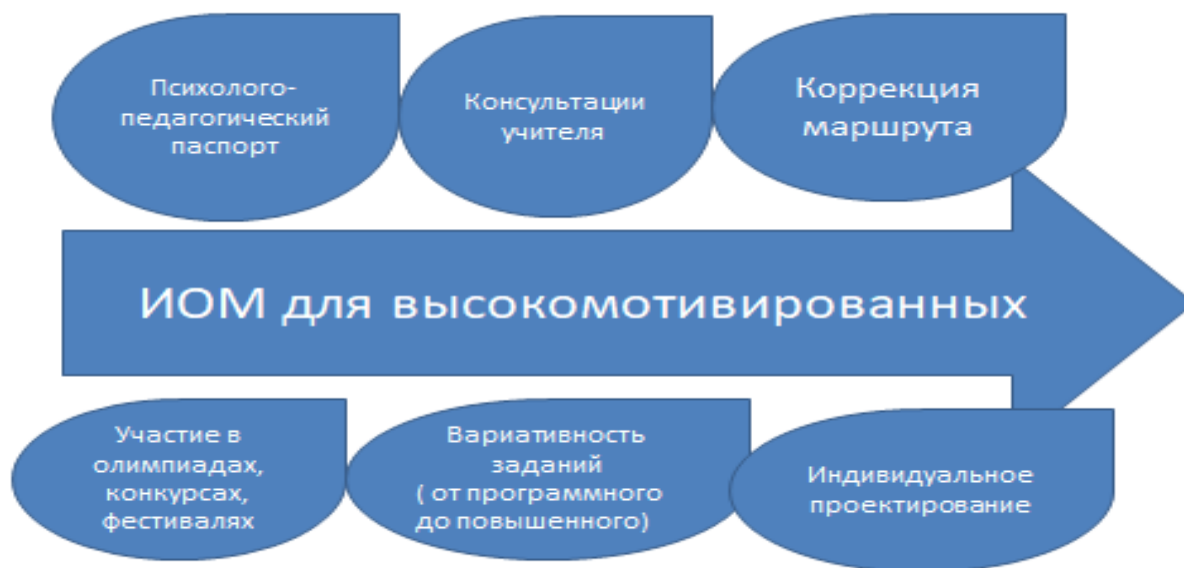 Психолого-
педагогический
паспорт
Консультации
учителя
Коррекция
маршрута
ИОМ для высокомотивированных
Участие в
олимпиадах,
конкурсах,
фестивалях
Вариативность
заданий
( от программного
до повышенного)
Индивидуальное
проектирование